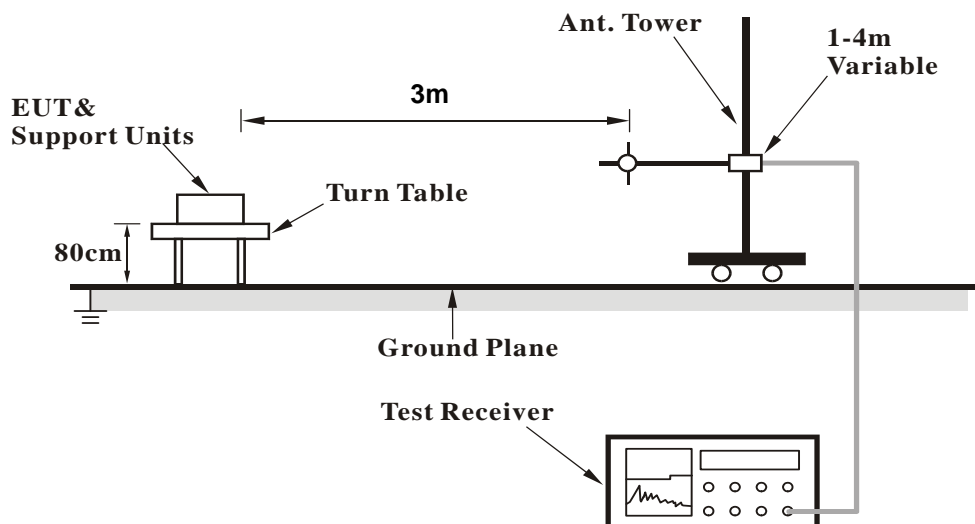 Ant. Tower
1-4m
Variable
3m
EUT&
Support Units
Turn Table
80cm
Ground Plane
Test Receiver